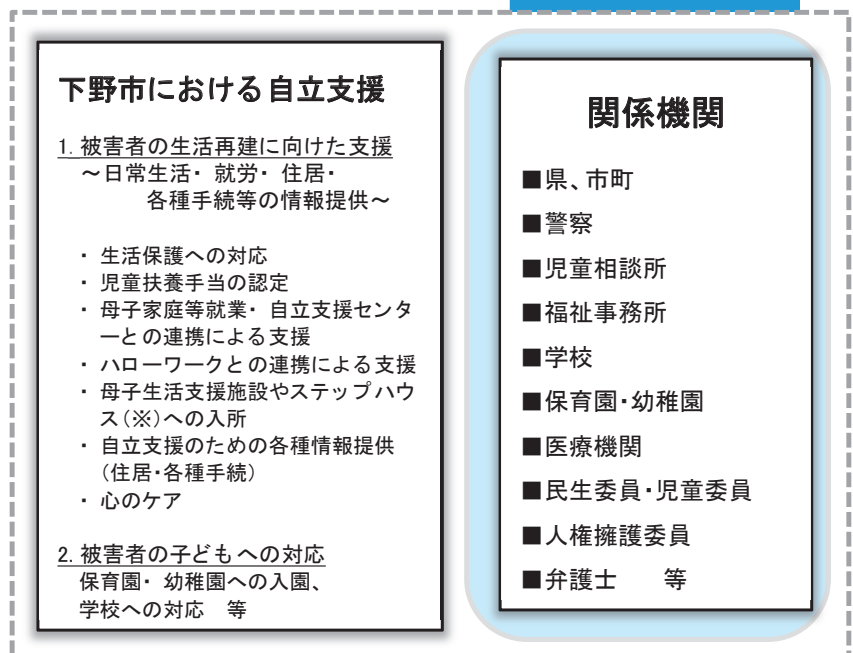 下野市における自立支援
1. 被害者の生活再建に向けた支援
～日常生活・ 就労・ 住居・
各種手続等の情報提供～
・ 生活保護への対応
・ 児童扶養手当の認定
・ 母子家庭等就業・ 自立支援センタ
ーとの連携による支援
・ ハローワークとの連携による支援
・ 母子生活支援施設やステップハウ
ス(※)への入所
・ 自立支援のための各種情報提供
(住居・各種手続)
・ 心のケア
2. 被害者の子どもへの対応
保育園・ 幼稚園への入園、
学校への対応　等
関係機関
■県、市町
■警察
■児童相談所
■福祉事務所
■学校
■保育園・幼稚園
■医療機関
■民生委員・児童委員
■人権擁護委員
■弁護士　　等